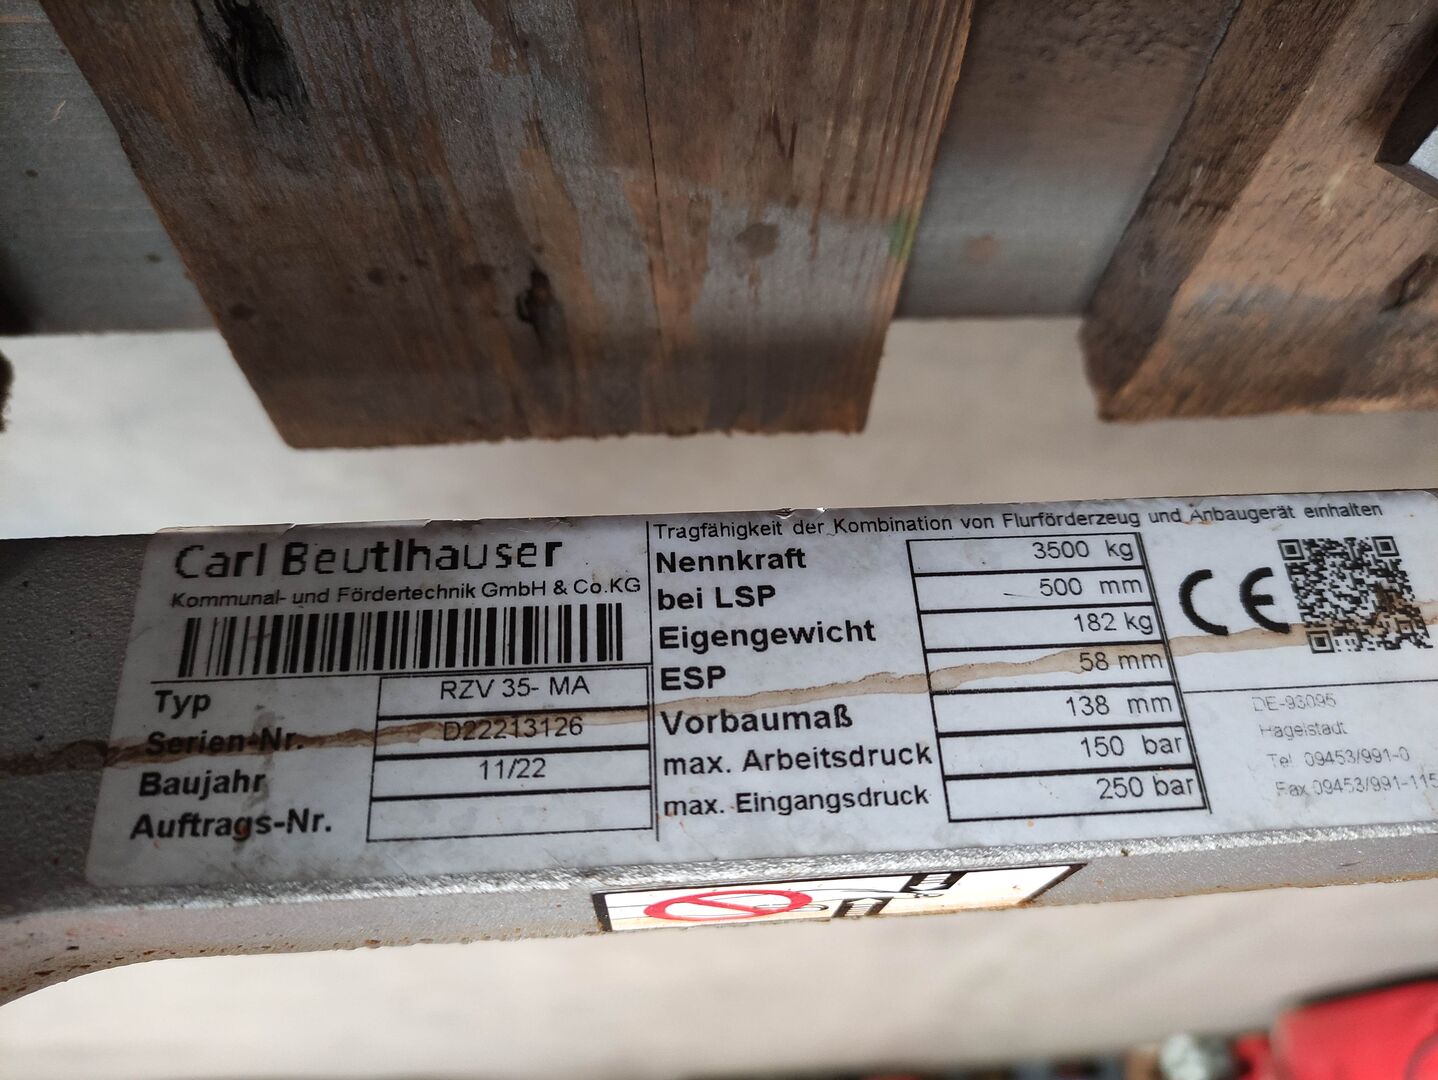 Carl Beutlhauser
Kommunal- und Fördertechnik GmbH & Co.KG
Typ RZV 35- MA
Serien-Nr. D22213126
Baujahr 11/22
Auftrags-Nr.
Tragfähigkeit der Kombination von Flurförderzeug und Anbaugerät einhalten
Nennkraft 3500 kg
bei LSP 500 mm
Eigengewicht 182 kg
ESP 58 mm
Vorbaumaß 138 mm
max. Arbeitsdruck 150 bar
max. Eingangsdruck 250 bar
CE
DE-93095
Hagelstadt
Tel. 09453/991-0
Fax 09453/991-115